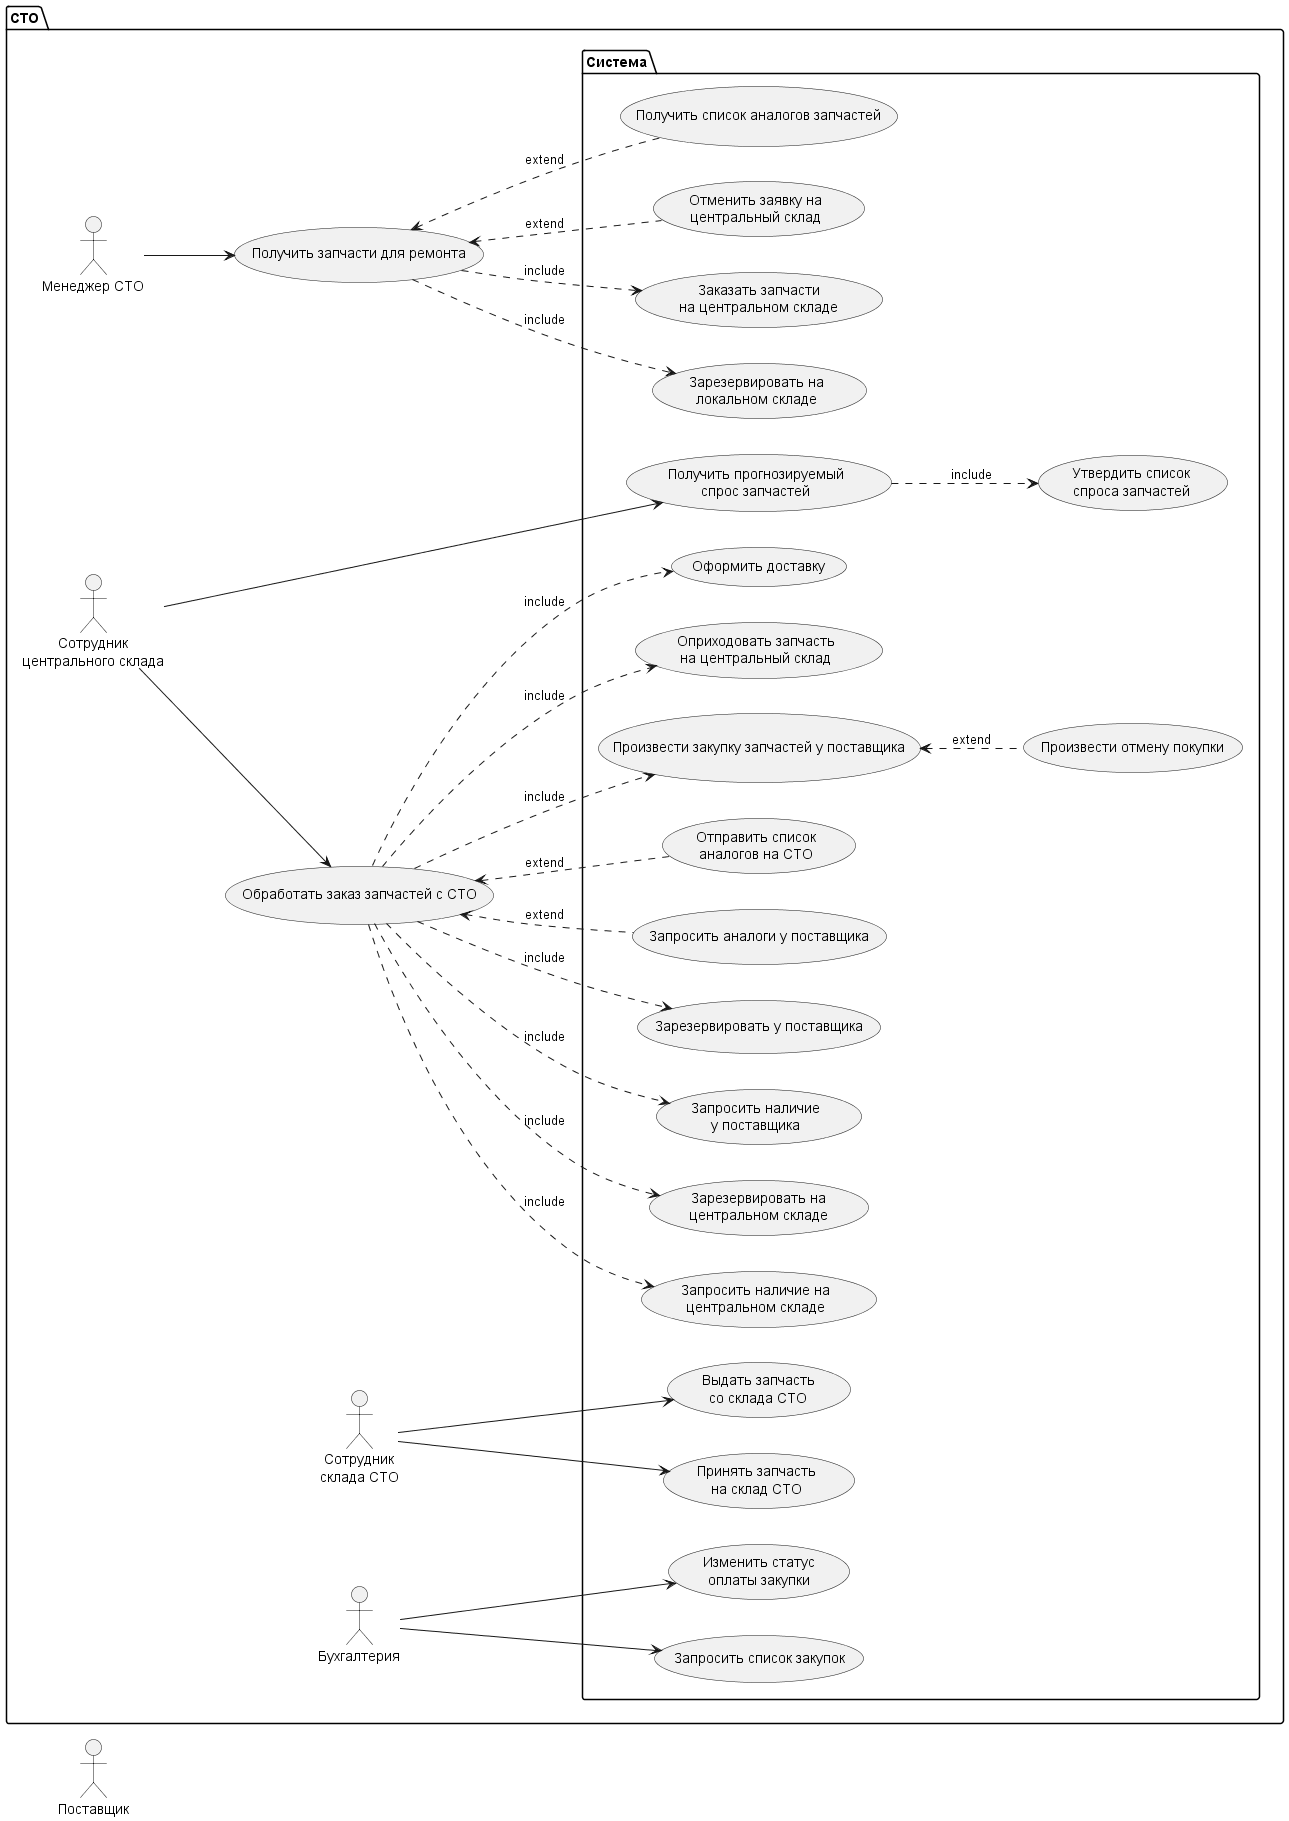 СТО
Система
Получить список аналогов запчастей
extend
Отменить заявку на
центральный склад
extend
Менеджер СТО
Получить запчасти для ремонта
include
Заказать запчасти
на центральном складе
include
Зарезервировать на
локальном складе
Получить прогнозируемый
спрос запчастей
include
Утвердить список
спроса запчастей
Сотрудник
центрального склада
include
Оформить доставку
include
Оприходовать запчасть
на центральный склад
include
Произвести закупку запчастей у поставщика
extend
Произвести отмену покупки
Обработать заказ запчастей с СТО
extend
Отправить список
аналогов на СТО
extend
Запросить аналоги у поставщика
include
Зарезервировать у поставщика
include
Запросить наличие
у поставщика
include
Зарезервировать на
центральном складе
include
Запросить наличие на
центральном складе
Сотрудник
склада СТО
Выдать запчасть
со склада СТО
Принять запчасть
на склад СТО
Бухгалтерия
Изменить статус
оплаты закупки
Запросить список закупок
Поставщик